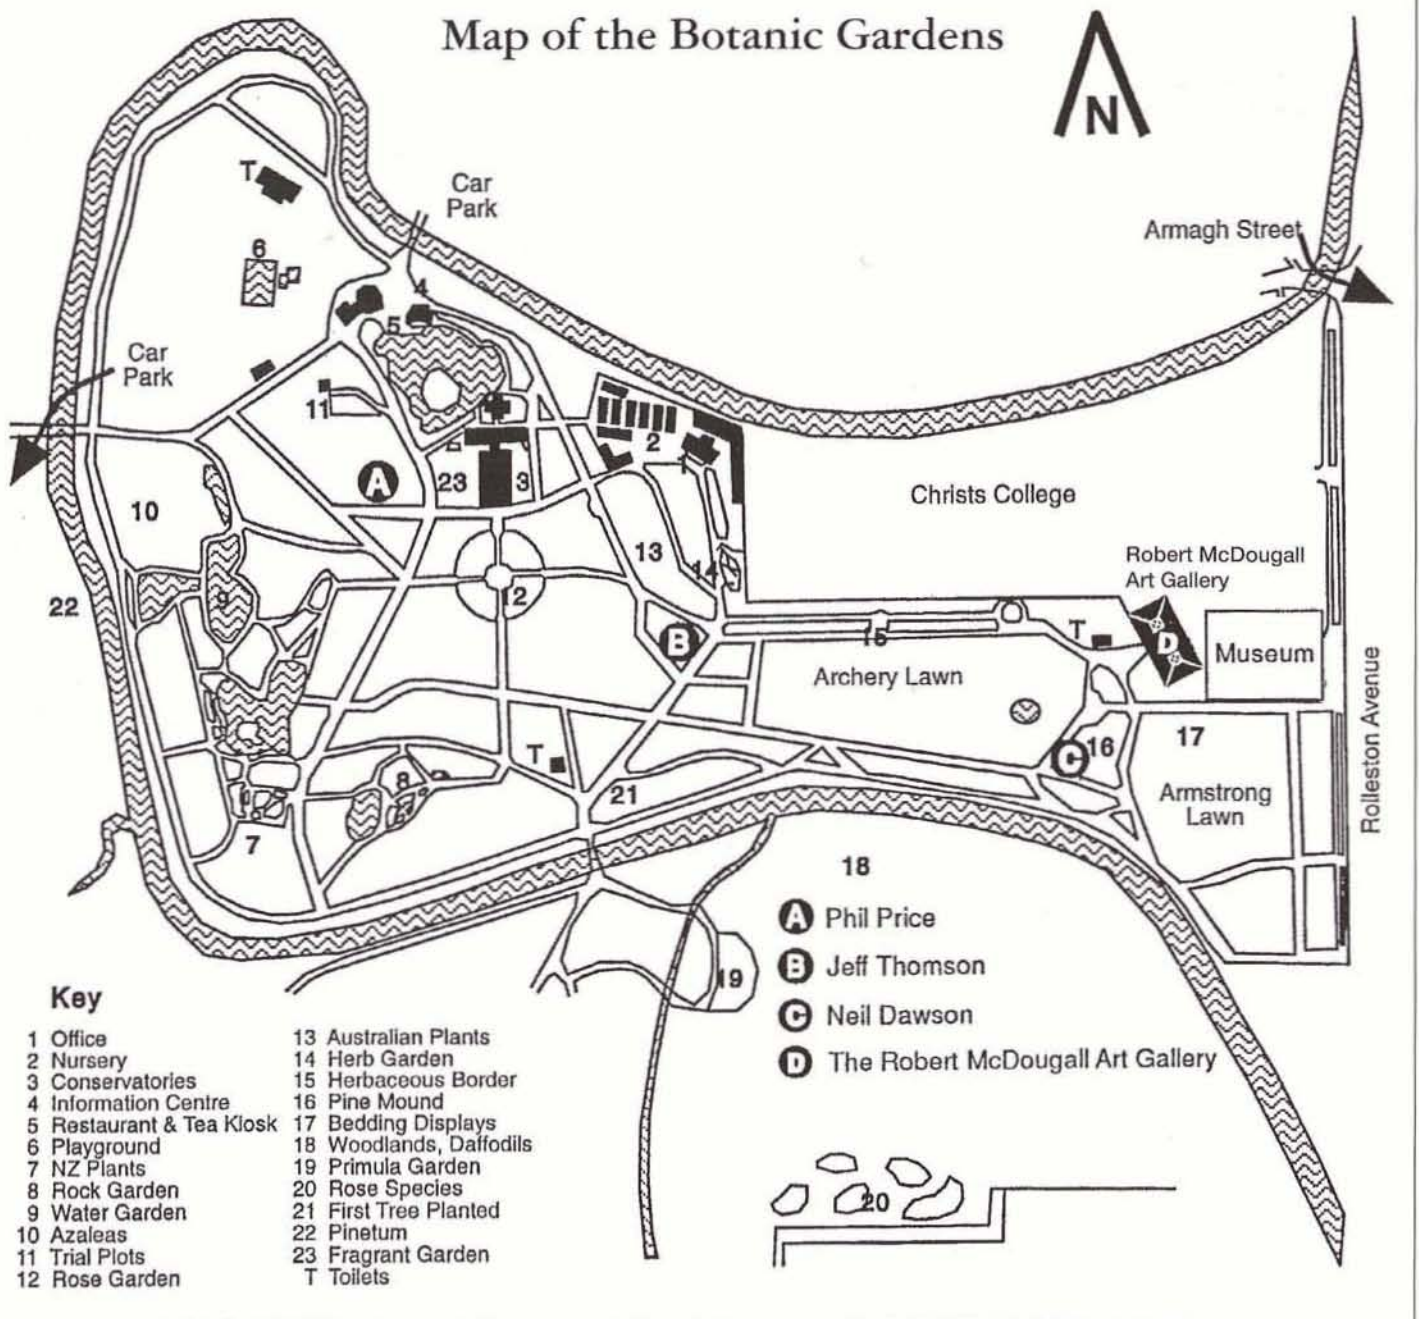 Map of the Botanic Gardens
N
Car
Park
Armagh Street
T
6
4
5
Car
Park
11
2
1
A
23
3
Christs College
10
13
14
Robert McDougall
Art Gallery
22
9
12
B
15
T
D
Museum
Archery Lawn
Rolleston Avenue
C
16
17
T
8
21
Armstrong
Lawn
7
18
A Phil Price
B Jeff Thomson
C Neil Dawson
D The Robert McDougall Art Gallery
19
20
Key
1 Office
2 Nursery
3 Conservatories
4 Information Centre
5 Restaurant & Tea Kiosk
6 Playground
7 NZ Plants
8 Rock Garden
9 Water Garden
10 Azaleas
11 Trial Plots
12 Rose Garden
13 Australian Plants
14 Herb Garden
15 Herbaceous Border
16 Pine Mound
17 Bedding Displays
18 Woodlands, Daffodils
19 Primula Garden
20 Rose Species
21 First Tree Planted
22 Pinetum
23 Fragrant Garden
T Toilets